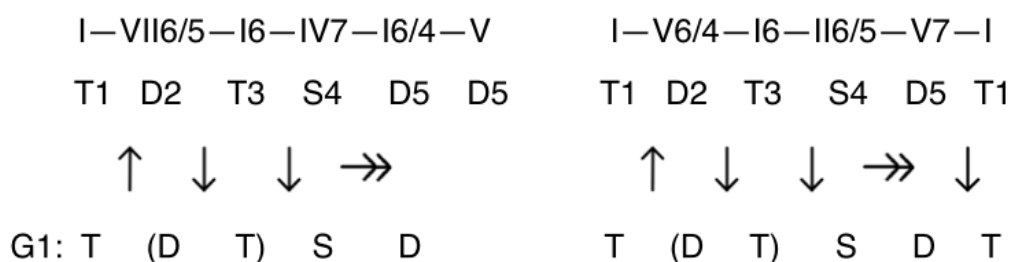 I—VII6/5—I6—IV7—I6/4—V I—V6/4—I6—II6/5—V7—I
T1 D2 T3 S4 D5 D5 T1 D2 T3 S4 D5 T1
↑ ↓ ↓ ↠ ↑ ↓ ↓ ↠ ↓
G1: T (D T) S D T (D T) S D T